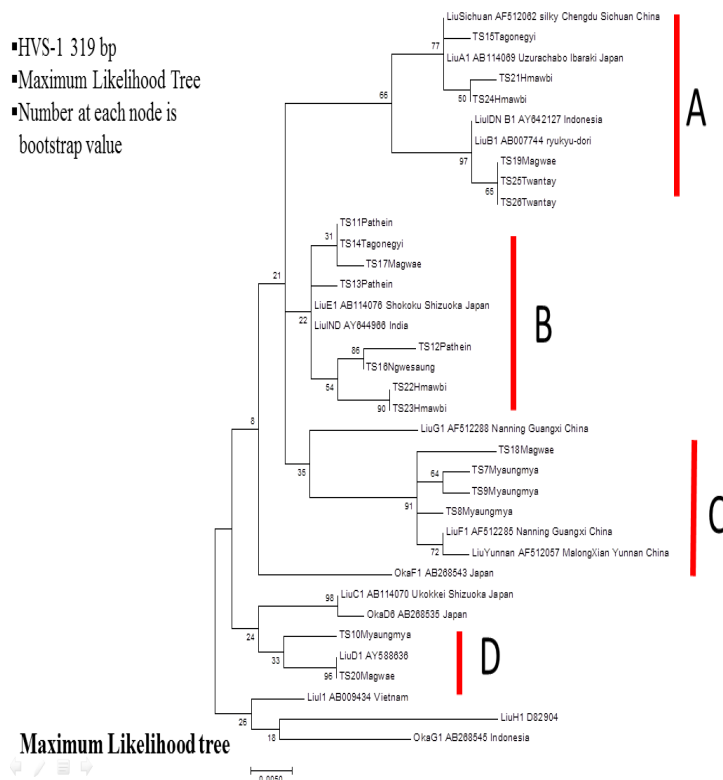 ▪HVS-1 319 bp
▪Maximum Likelihood Tree
▪Number at each node is
bootstrap value
LiuSichuan AF512062 silky Chengdu Sichuan China
77
TS15Tagonegyi
LiuA1 AB114069 Uzurachabo Ibaraki Japan
TS21Hmawbi
66
50
TS24Hmawbi
A
LiuIDN B1 AY642127 Indonesia
LiuB1 AB007744 ryukyu-dori
97
TS19Magwae
TS25Twantay
65
TS26Twantay
TS11Pathein
31
TS14Tagonegyi
TS17Magwae
21
TS13Pathein
LiuE1 AB114076 Shokoku Shizuoka Japan
22
LiuIND AY644966 India
B
86
TS12Pathein
TS16Ngwesaung
54
TS22Hmawbi
90
TS23Hmawbi
8
LiuG1 AF512288 Nanning Guangxi China
TS18Magwae
35
64
TS7Myaungmya
TS9Myaungmya
91
TS8Myaungmya
C
LiuF1 AF512285 Nanning Guangxi China
72
LiuYunnan AF512057 MalongXian Yunnan China
OkaF1 AB268543 Japan
98
LiuC1 AB114070 Ukokkei Shizuoka Japan
OkaD6 AB268535 Japan
24
TS10Myaungmya
33
LiuD1 AY588636
96
TS20Magwae
D
LiuI1 AB009434 Vietnam
26
LiuH1 D82904
18
OkaG1 AB268545 Indonesia
Maximum Likelihood tree
0.0050